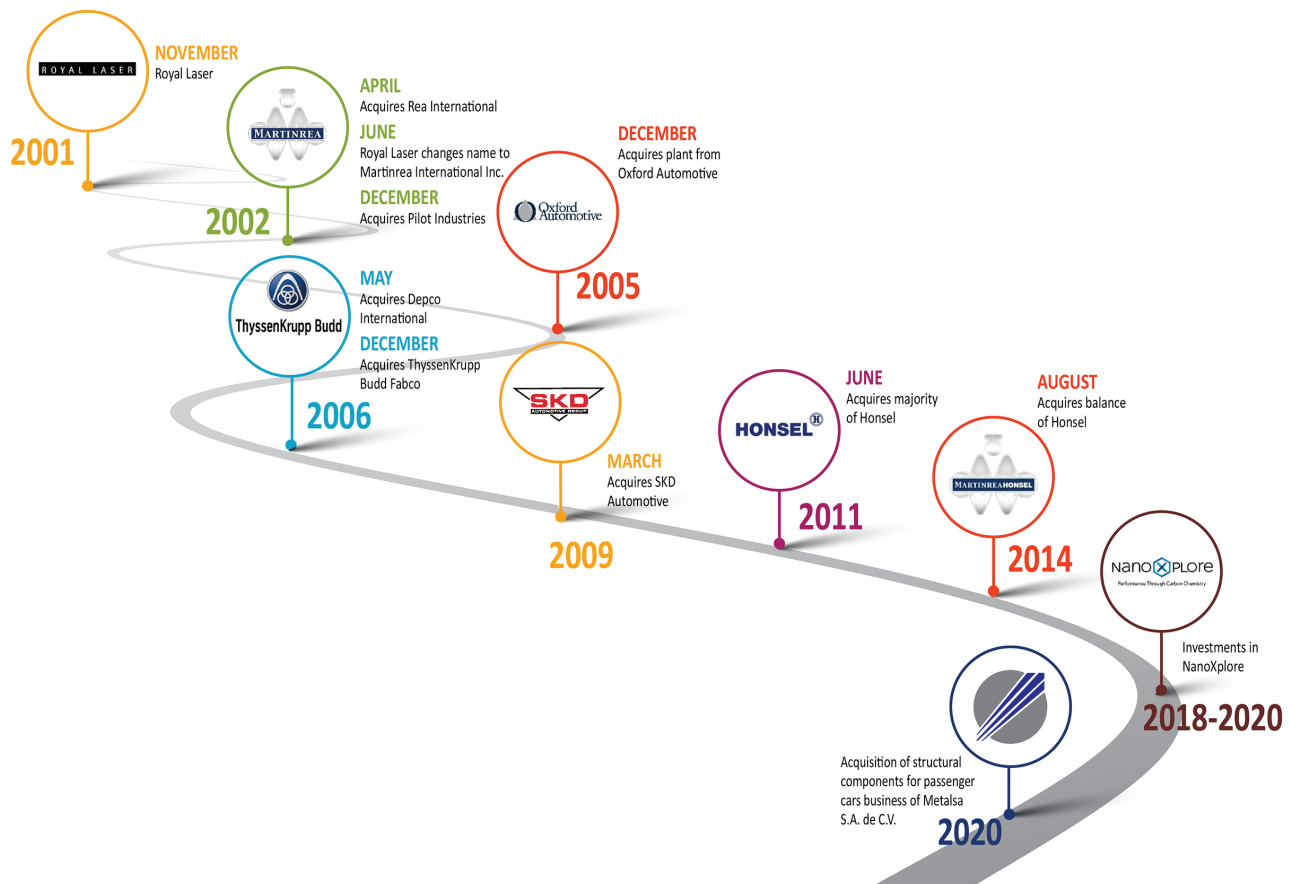 ROYAL LASER
NOVEMBER
Royal Laser
2001
MARTINREA
APRIL
Acquires Rea International
JUNE
Royal Laser changes name to
Martinrea International Inc.
DECEMBER
Acquires Pilot Industries
2002
DECEMBER
Acquires plant from
Oxford Automotive
Oxford
Automotive
2005
ThyssenKrupp Budd
MAY
Acquires Depco
International
DECEMBER
Acquires ThyssenKrupp
Budd Fabco
2006
SKD
AUTOMOTIVE GROUP
MARCH
Acquires SKD
Automotive
2009
HONSEL H
JUNE
Acquires majority
of Honsel
2011
AUGUST
Acquires balance
of Honsel
MARTINREAHONSEL
2014
NanoXplore
Performance Through Carbon Chemistry
Investments in
NanoXplore
2018-2020
Acquisition of structural
components for passenger
cars business of Metalsa
S.A. de C.V.
2020